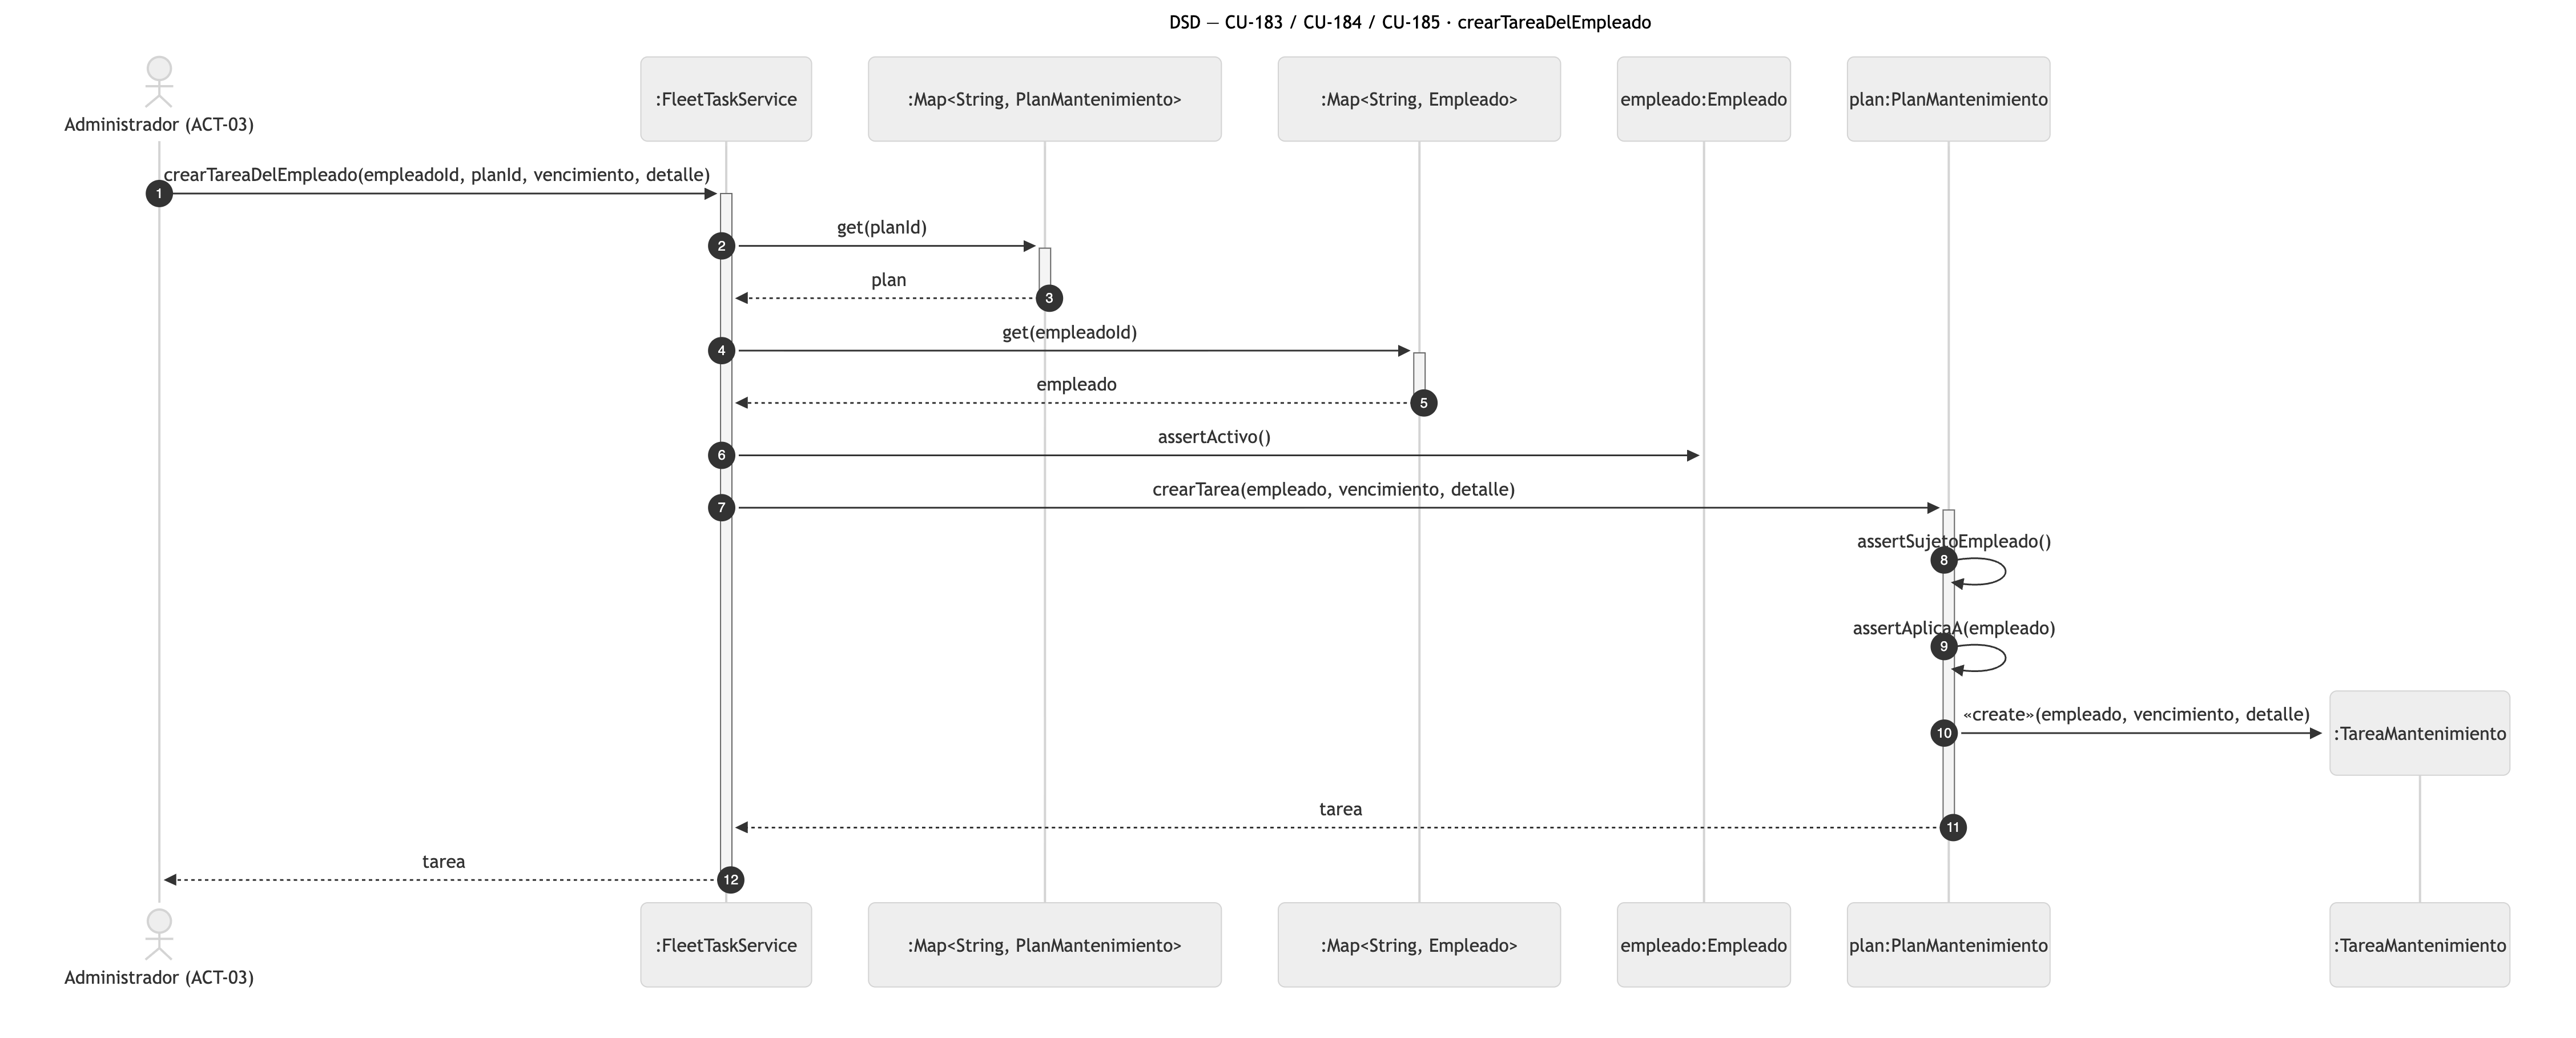 DSD — CU-183 / CU-184 / CU-185 · crearTareaDelEmpleado
Administrador (ACT-03)
:FleetTaskService
:Map<String, PlanMantenimiento>
:Map<String, Empleado>
empleado:Empleado
plan:PlanMantenimiento
crearTareaDelEmpleado(empleadoId, planId, vencimiento, detalle)
1
get(planId)
2
plan
3
get(empleadoId)
4
empleado
5
assertActivo()
6
crearTarea(empleado, vencimiento, detalle)
7
assertSujetoEmpleado()
8
assertAplicaA(empleado)
9
«create»(empleado, vencimiento, detalle)
10
:TareaMantenimiento
tarea
11
tarea
12
Administrador (ACT-03)
:FleetTaskService
:Map<String, PlanMantenimiento>
:Map<String, Empleado>
empleado:Empleado
plan:PlanMantenimiento
:TareaMantenimiento